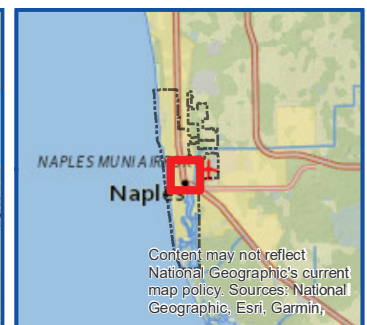 NAPLES MUNI AIR
Naples
Content may not reflect
National Geographic's current
map policy. Sources: National
Geographic, Esri, Garmin,